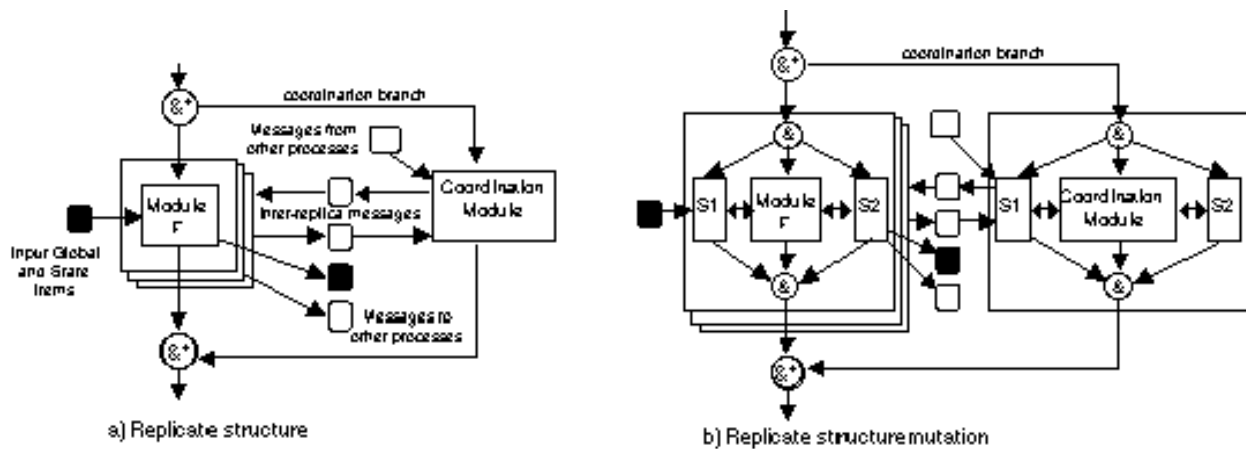 &+
coordination branch
Messages from
other processes
Module
F
Coordination
Module
Inter-replica messages
Input Global
and State
Items
Messages to
other processes
&+
a) Replicate structure
&+
coordination branch
&
&
S1
Module
F
S2
S1
Coordination
Module
S2
&
&
&+
b) Replicate structure mutation